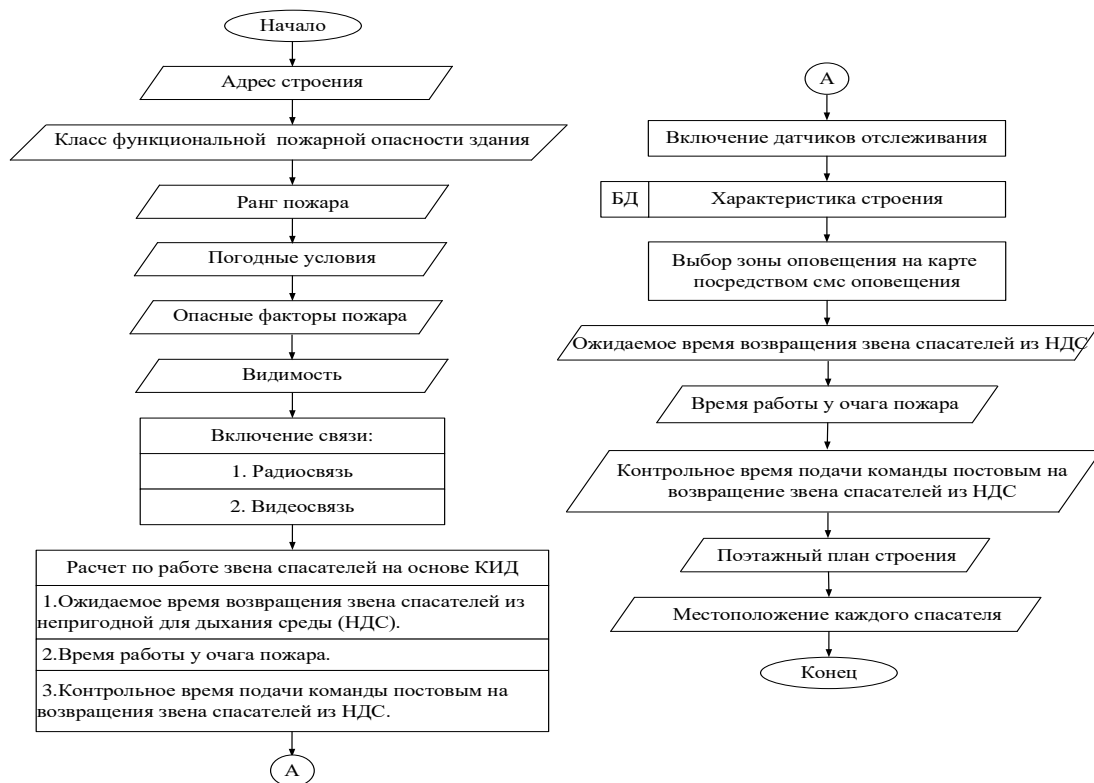 Начало
Адрес строения
Класс функциональной пожарной опасности здания
Ранг пожара
Погодные условия
Опасные факторы пожара
Видимость
Включение связи:
1. Радиосвязь
2. Видеосвязь
Расчет по работе звена спасателей на основе КИД
1.Ожидаемое время возвращения звена спасателей из
непригодной для дыхания среды (НДС).
2.Время работы у очага пожара.
3.Контрольное время подачи команды постовым на
возвращения звена спасателей из НДС.
А
А
Включение датчиков отслеживания
БД Характеристика строения
Выбор зоны оповещения на карте
посредством смс оповещения
Ожидаемое время возвращения звена спасателей из НДС
Время работы у очага пожара
Контрольное время подачи команды постовым на
возвращение звена спасателей из НДС
Поэтажный план строения
Местоположение каждого спасателя
Конец